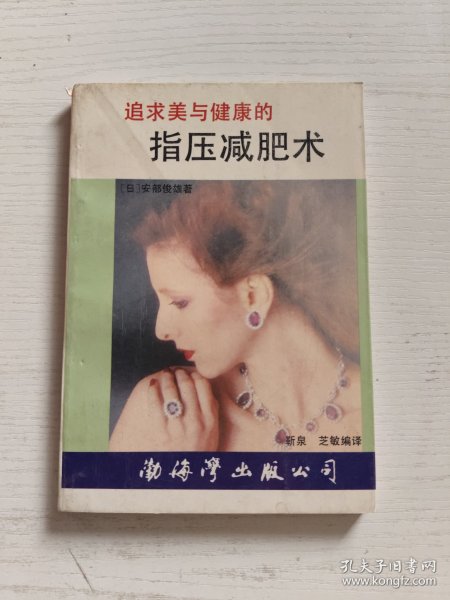 追求美与健康的
指压减肥术
[日]安部俊雄著
靳泉 芝敏编译
渤海湾出版公司
孔夫子旧书网
www.kongfz.com